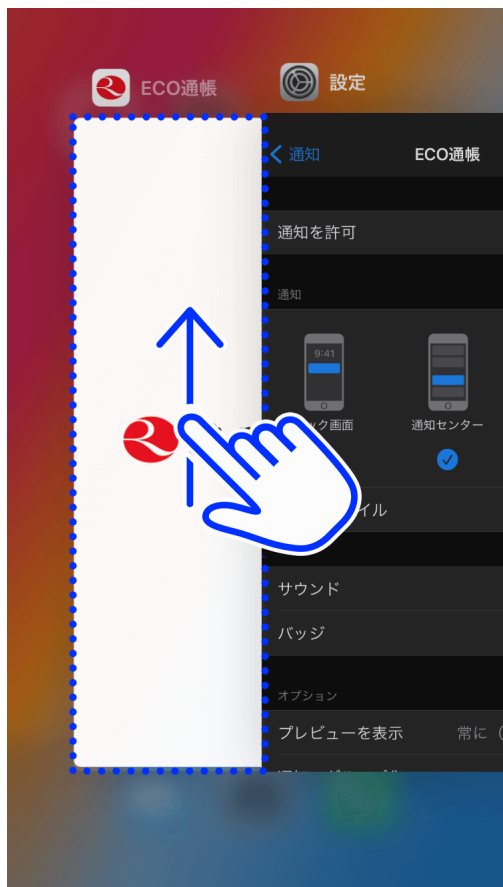 ECO通帳
設定
通知
ECO通帳
通知を許可
通知
9:41
ック画面
通知センター
イル
サウンド
バッジ
オプション
プレビューを表示
常に（